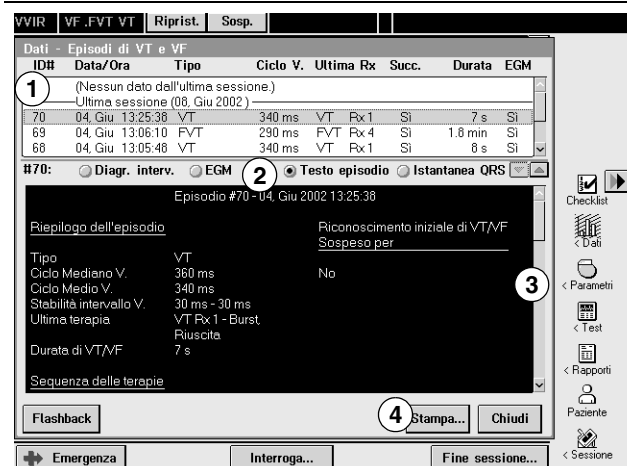 VVIR VF .FVT VT Riprist. Sosp.
Dati - Episodi di VT e VF
ID# Data/Ora Tipo Ciclo V. Ultima Rx Succ. Durata EGM
1
(Nessun dato dall'ultima sessione.)
Ultima sessione (08, Giu 2002 )
70 04, Giu 13:25:38 VT 340 ms VT Rx 1 Sì 7 s Sì
69 04, Giu 13:06:10 FVT 290 ms FVT Rx 4 Sì 1.8 min Sì
68 04, Giu 13:05:48 VT 340 ms VT Rx 1 Sì 8 s Sì
#70: Diagr. interv. EGM 2 Testo episodio Istantanea QRS
Episodio #70 - 04, Giu 2002 13:25:38
Riepilogo dell'episodio
Riconoscimento iniziale di VT/VF
Sospeso per
Tipo VT
Ciclo Mediano V. 360 ms No
Ciclo Medio V. 340 ms
3
Stabilità intervallo V. 30 ms - 30 ms
Ultima terapia VT Rx 1 - Burst,
Riuscita
Durata di VT/VF 7 s
Sequenza delle terapie
Flashback 4 Stampa... Chiudi
Emergenza Interroga... Fine sessione...
Checklist
< Dati
< Parametri
< Test
< Rapporti
Paziente
< Sessione